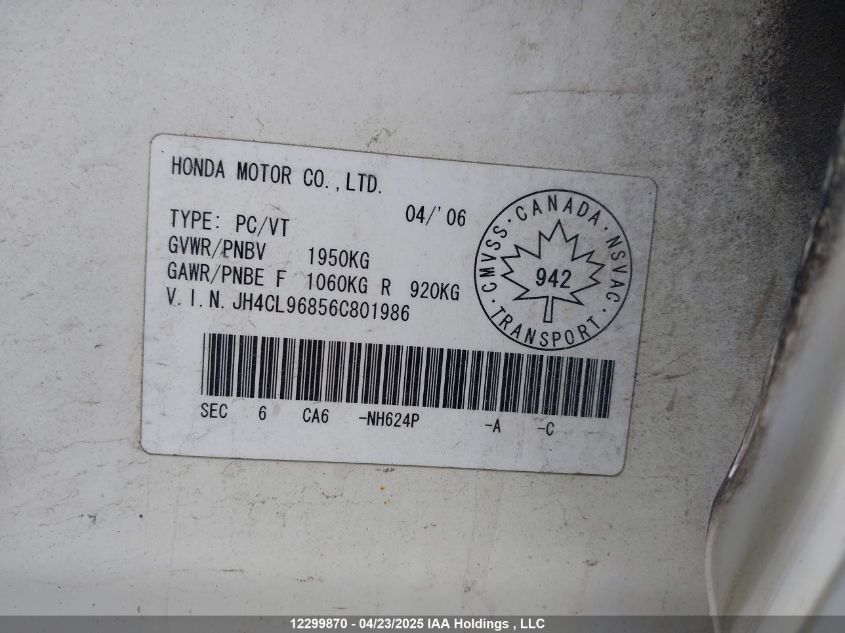 HONDA MOTOR CO.,LTD.
04/'06
TYPE: PC/VT
GVWR/PNBV 1950KG
GAWR/PNBE F 1060KG R 920KG
V.I.N. JH4CL96856C801986
CMVSS · CANADA · NSVAC · TRANSPORT ·
942
SEC 6 CA6 -NH624P -A -C
12299870 - 04/23/2025 IAA Holdings , LLC